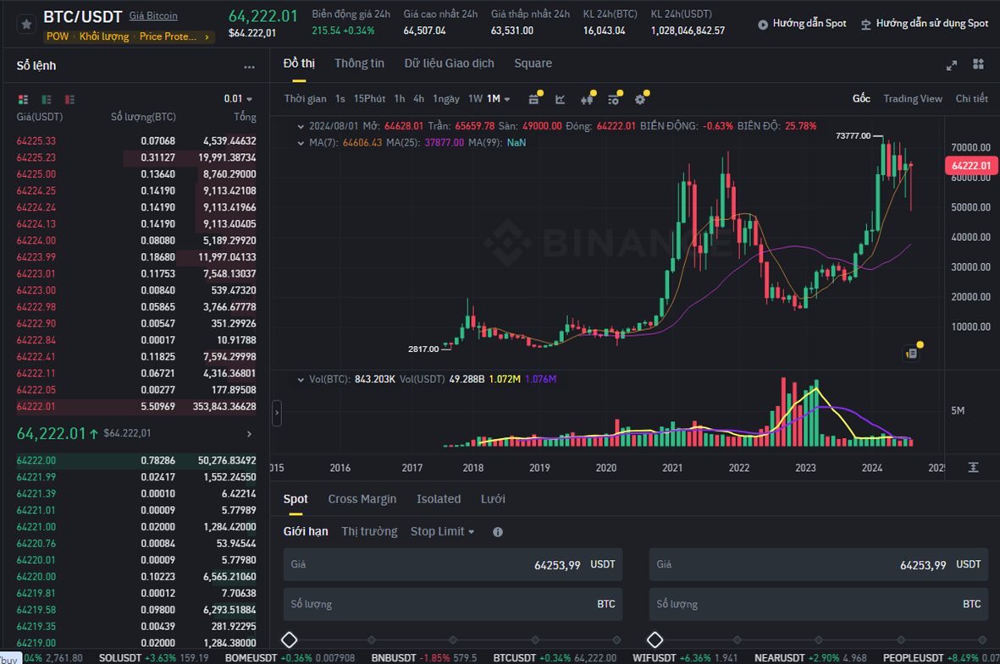 BTC/USDT Giá Bitcoin
POW Khối lượng Price Prote... >
64,222.01
$64.222,01
Biến động giá 24h
215.54 +0.34%
Giá cao nhất 24h
64,507.04
Giá thấp nhất 24h
63,531.00
KL 24h(BTC)
16,043.04
KL 24h(USDT)
1,028,046,842.57
Hướng dẫn Spot
Hướng dẫn sử dụng Spot
Sổ lệnh
0.01
Giá(USDT) Số lượng(BTC) Tổng
64225.33 0.07068 4,539.44632
64225.23 0.31127 19,991.38734
64225.00 0.13640 8,760.29000
64224.25 0.14190 9,113.42108
64224.24 0.14190 9,113.41966
64224.13 0.14190 9,113.40405
64224.00 0.08080 5,189.29920
64223.99 0.18680 11,997.04133
64223.01 0.11753 7,548.13037
64223.00 0.00840 539.47320
64222.98 0.05865 3,766.67778
64222.90 0.00547 351.29926
64222.84 0.00017 10.91788
64222.41 0.11825 7,594.29998
64222.11 0.06721 4,316.36801
64222.05 0.00277 177.89508
64222.01 5.50969 353,843.36628
64,222.01↑ $64.222,01
64222.00 0.78286 50,276.83492
64221.99 0.02417 1,552.24550
64221.39 0.00010 6.42214
64221.01 0.00009 5.77989
64221.00 0.02000 1,284.42000
64220.76 0.00084 53.94544
64220.01 0.00009 5.77980
64220.00 0.10223 6,565.21060
64219.81 0.00012 7.70638
64219.58 0.09800 6,293.51884
64219.35 0.00439 281.92295
64219.00 0.02000 1,284.38000
Đồ thị Thông tin Dữ liệu Giao dịch Square
Thời gian 1s 15Phút 1h 4h 1ngày 1W 1M
Gốc Trading View Chi tiết
2024/08/01 Mở: 64628.01 Trần: 65659.78 Sàn: 49000.00 Đóng: 64222.01 BIẾN ĐỘNG: -0.63% BIÊN ĐỘ: 25.78%
MA(7): 64606.43 MA(25): 37877.00 MA(99): NaN
73777.00
70000.00
64222.01
60000.00
50000.00
40000.00
BINANCE
30000.00
20000.00
10000.00
2817.00
Vol(BTC): 843.203K Vol(USDT) 49.288B 1.072M 1.076M
5M
2015 2016 2017 2018 2019 2020 2021 2022 2023 2024 202
Spot Cross Margin Isolated Lưới
Giới hạn Thị trường Stop Limit
Giá 64253,99 USDT
Giá 64253,99 USDT
Số lượng BTC
Số lượng BTC
/buy 04% 2,761.80 SOLUSDT +3.63% 159.19 BOMEUSDT +0.36% 0.007908 BNBUSDT -1.85% 579.5 BTCUSDT +0.34% 64,222.00 WIFUSDT +6.36% 1.941 NEARUSDT +2.90% 4.968 PEOPLEUSDT +8.49% 0.07